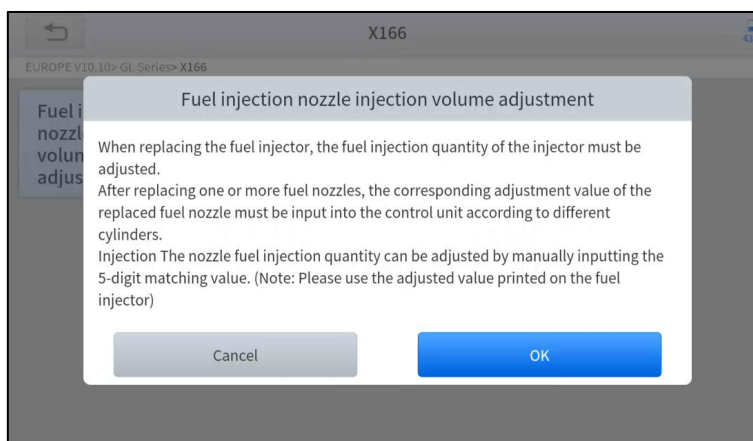 X166
43
EUROPE V10.10> GL Series> X166
Fuel i
nozzl
volun
adjus
Fuel injection nozzle injection volume adjustment
When replacing the fuel injector, the fuel injection quantity of the injector must be
adjusted.
After replacing one or more fuel nozzles, the corresponding adjustment value of the
replaced fuel nozzle must be input into the control unit according to different
cylinders.
Injection The nozzle fuel injection quantity can be adjusted by manually inputting the
5-digit matching value. (Note: Please use the adjusted value printed on the fuel
injector)
Cancel
OK